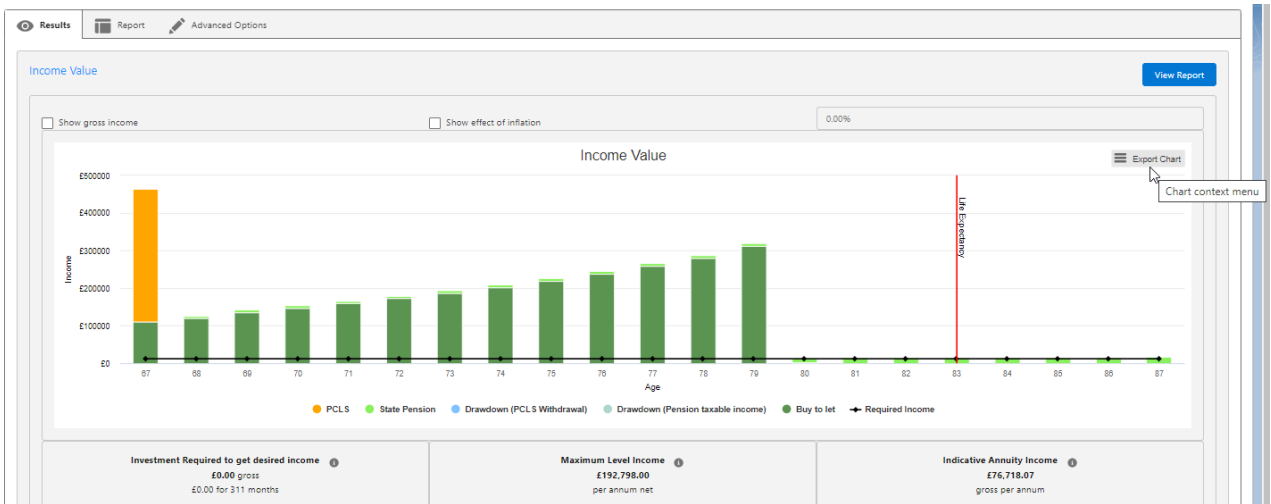 Results
Report
Advanced Options
Income Value
View Report
Show gross income
Show effect of inflation
0.00%
Income Value
Export Chart
Chart context menu
Income
£500000
£400000
£300000
£200000
£100000
£0
Life Expectancy
67 68 69 70 71 72 73 74 75 76 77 78 79 80 81 82 83 84 85 86 87
Age
PCLS State Pension Drawdown (PCLS Withdrawal) Drawdown (Pension taxable income) Buy to let Required Income
Investment Required to get desired income
£0.00 gross
£0.00 for 311 months
Maximum Level Income
£192,798.00
per annum net
Indicative Annuity Income
£76,718.07
gross per annum